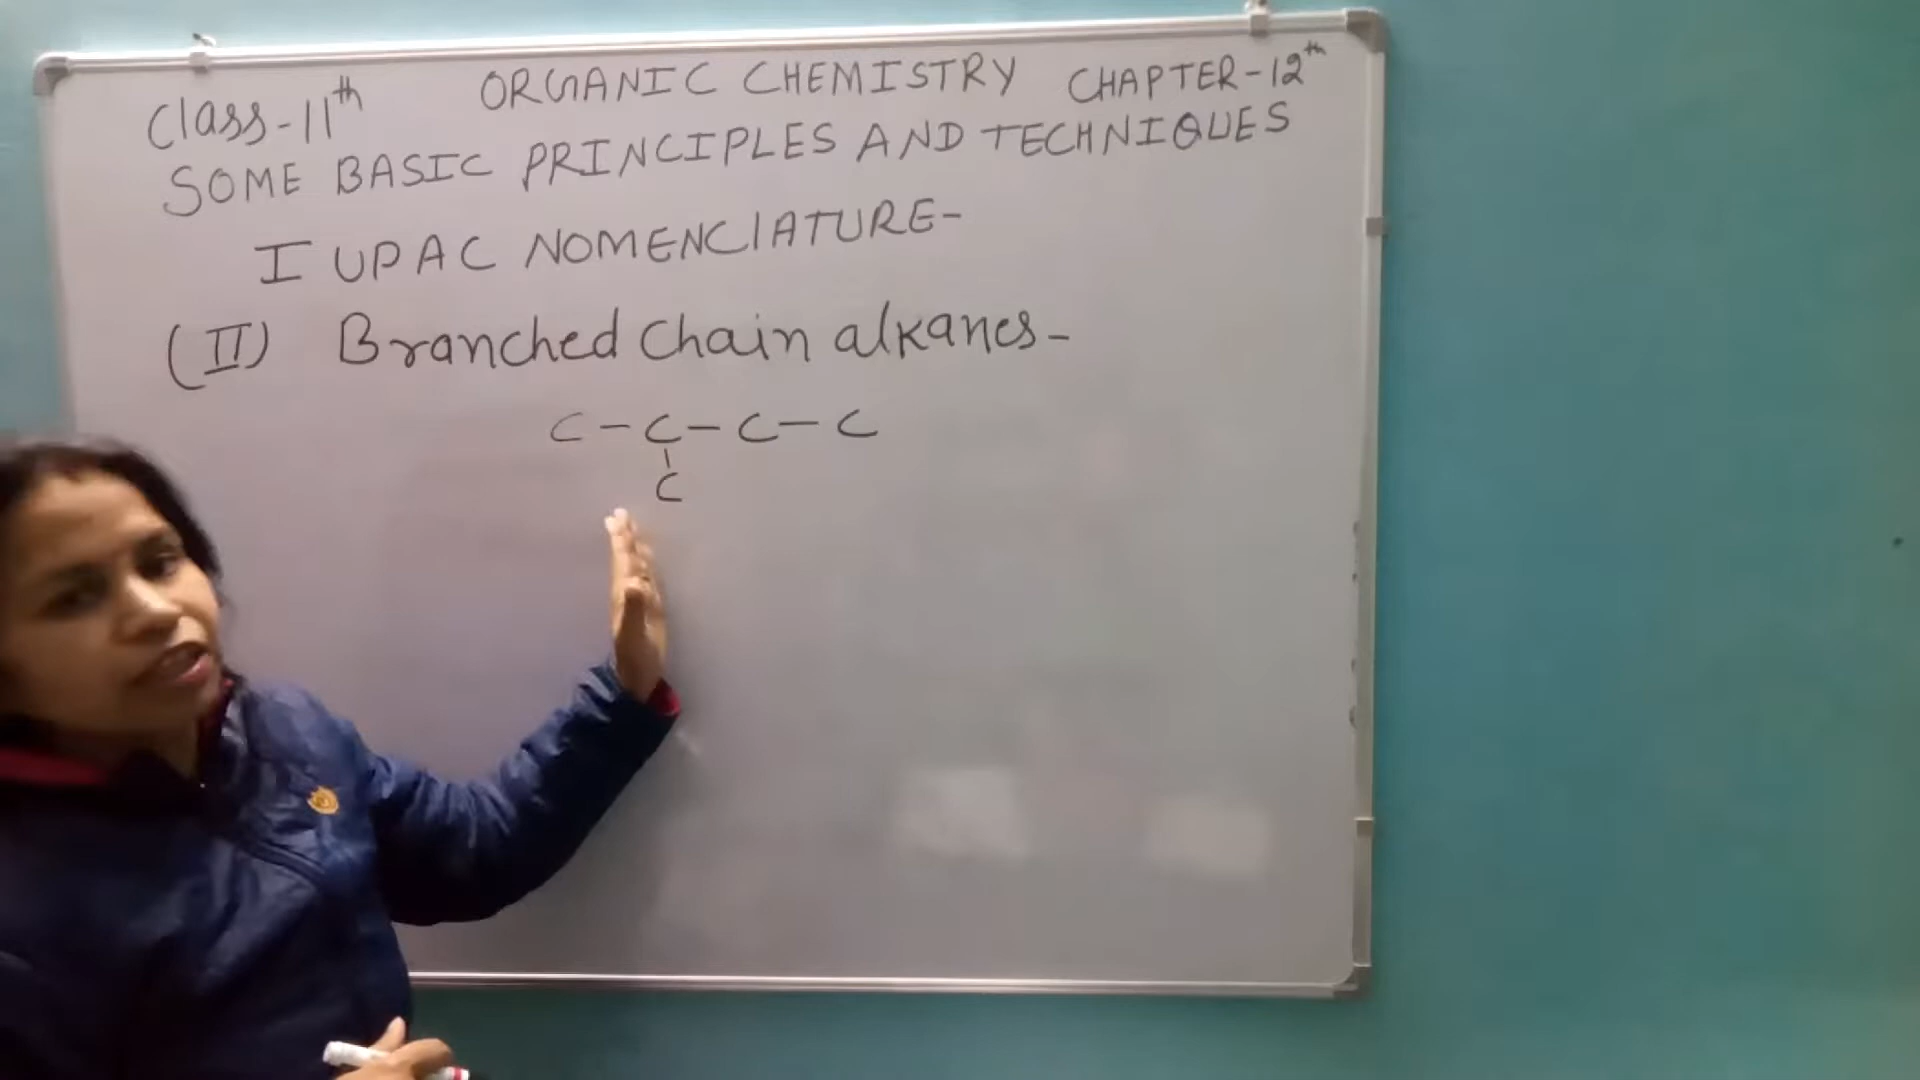 Class-11th ORGANIC CHEMISTRY CHAPTER-12th
SOME BASIC PRINCIPLES AND TECHNIQUES
IUPAC NOMENClATURE-
(II) Branched Chain alkanes-
C - C - C - C
|
C